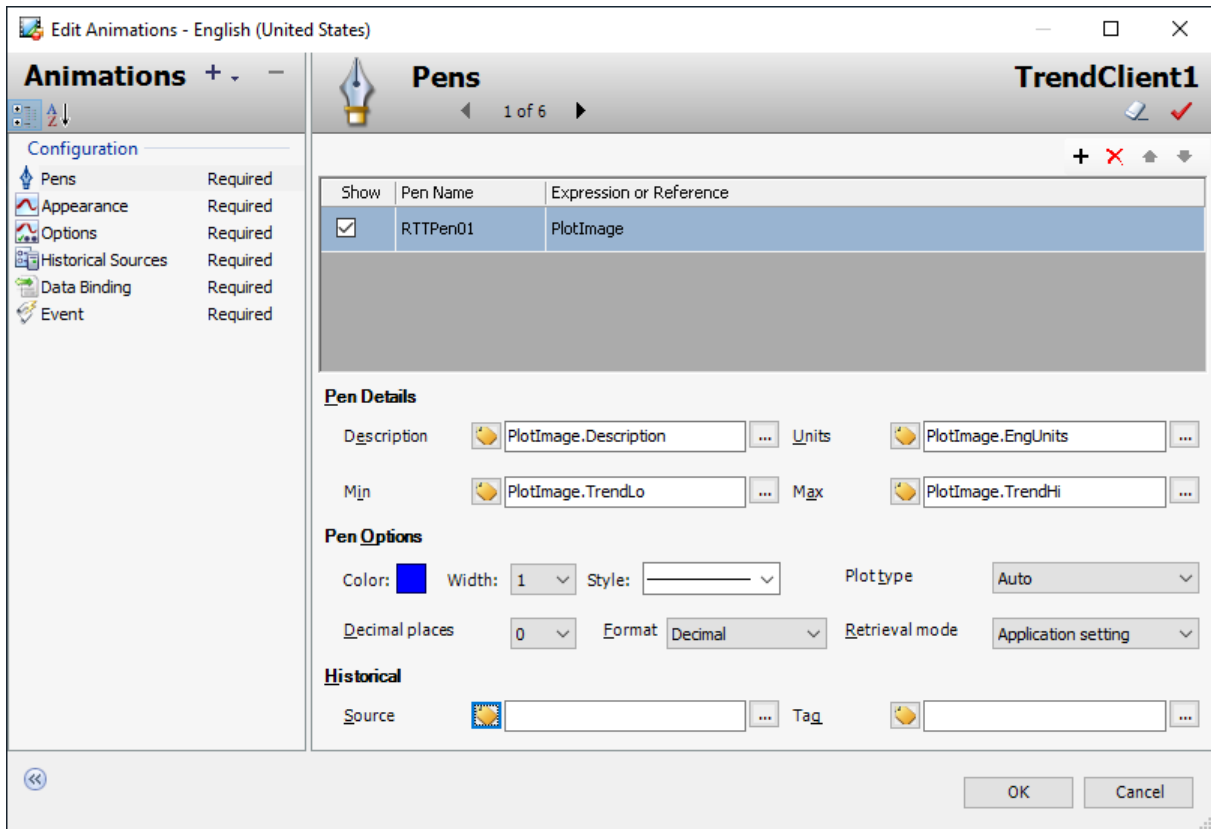 Edit Animations - English (United States)
Animations
Pens
TrendClient1
1 of 6
Configuration
Pens Required
Appearance Required
Options Required
Historical Sources Required
Data Binding Required
Event Required
Show Pen Name Expression or Reference
RTTPen01 PlotImage
Pen Details
Description PlotImage.Description ... Units PlotImage.EngUnits ...
Min PlotImage.TrendLo ... Max PlotImage.TrendHi ...
Pen Options
Color: Width: 1 Style: Plot type Auto
Decimal places 0 Format Decimal Retrieval mode Application setting
Historical
Source ... Tag ...
OK Cancel